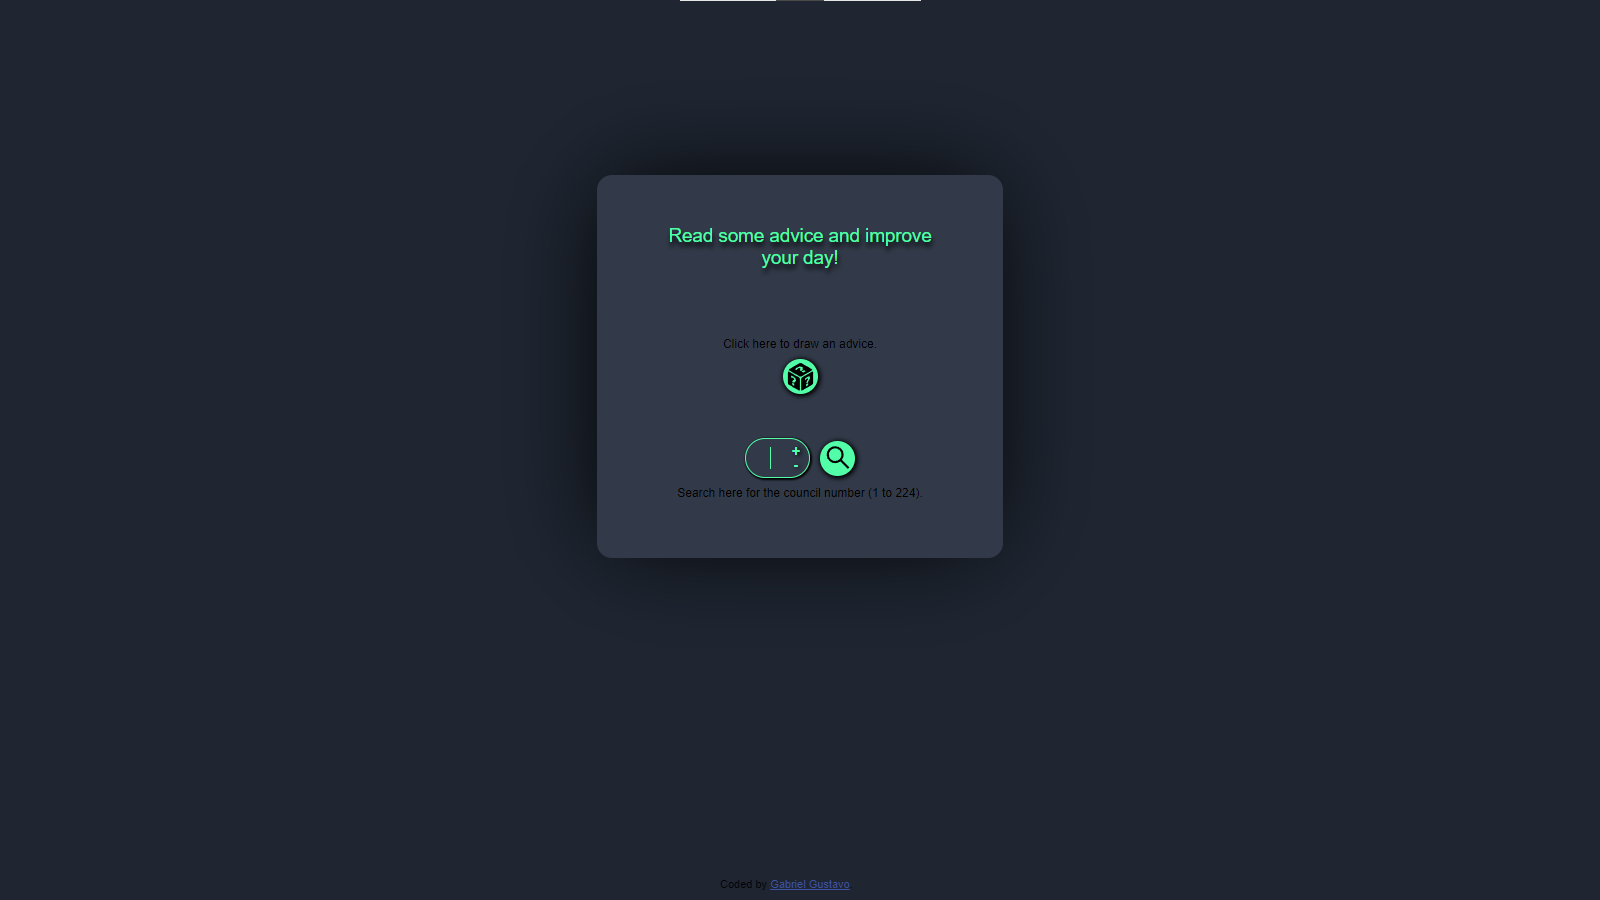 Read some advice and improve
your day!
Click here to draw an advice.
+
-
Search here for the council number (1 to 224).
Coded by Gabriel Gustavo